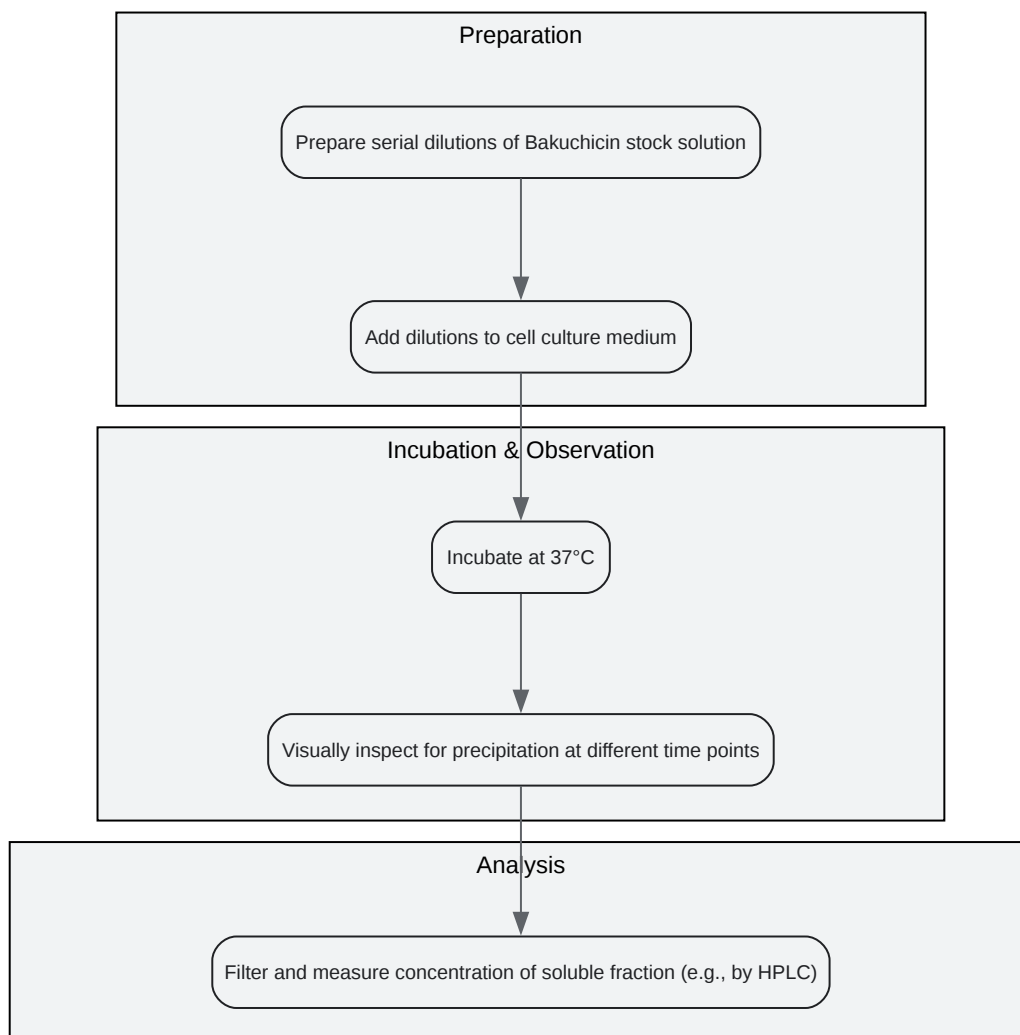 Preparation
Prepare serial dilutions of Bakuchicin stock solution
Add dilutions to cell culture medium
Incubation & Observation
Incubate at 37°C
Visually inspect for precipitation at different time points
Analysis
Filter and measure concentration of soluble fraction (e.g., by HPLC)